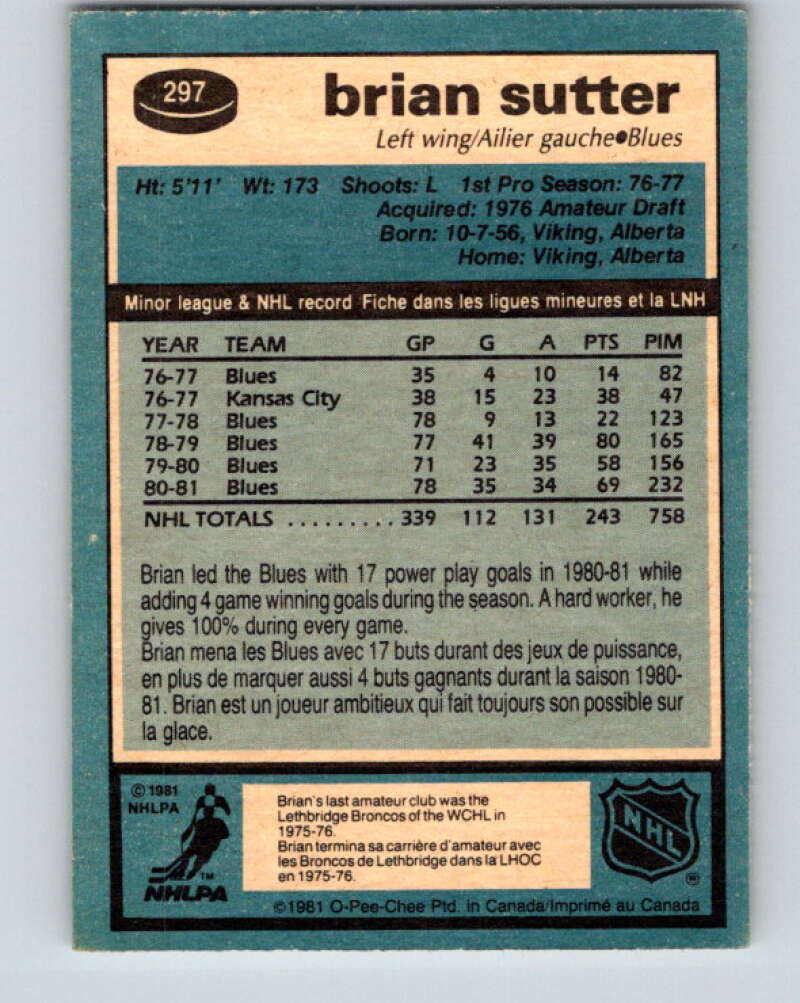 297
brian sutter
Left wing/Ailier gauche●Blues
Ht: 5'11' Wt: 173 Shoots: L 1st Pro Season: 76-77
Acquired: 1976 Amateur Draft
Born: 10-7-56, Viking, Alberta
Home: Viking, Alberta
Minor league & NHL record Fiche dans les ligues mineures et la LNH
YEAR TEAM GP G A PTS PIM
76-77 Blues 35 4 10 14 82
76-77 Kansas City 38 15 23 38 47
77-78 Blues 78 9 13 22 123
78-79 Blues 77 41 39 80 165
79-80 Blues 71 23 35 58 156
80-81 Blues 78 35 34 69 232
NHL TOTALS .......... 339 112 131 243 758
Brian led the Blues with 17 power play goals in 1980-81 while
adding 4 game winning goals during the season. A hard worker, he
gives 100% during every game.
Brian mena les Blues avec 17 buts durant des jeux de puissance,
en plus de marquer aussi 4 buts gagnants durant la saison 1980-
81. Brian est un joueur ambitieux qui fait toujours son possible sur
la glace.
© 1981
NHLPA
TM
NHLPA
Brian's last amateur club was the
Lethbridge Broncos of the WCHL in
1975-76.
Brian termina sa carrière d'amateur avec
les Broncos de Lethbridge dans la LHOC
en 1975-76.
NHL
©1981 O-Pee-Chee Ptd. in Canada/Imprimé au Canada